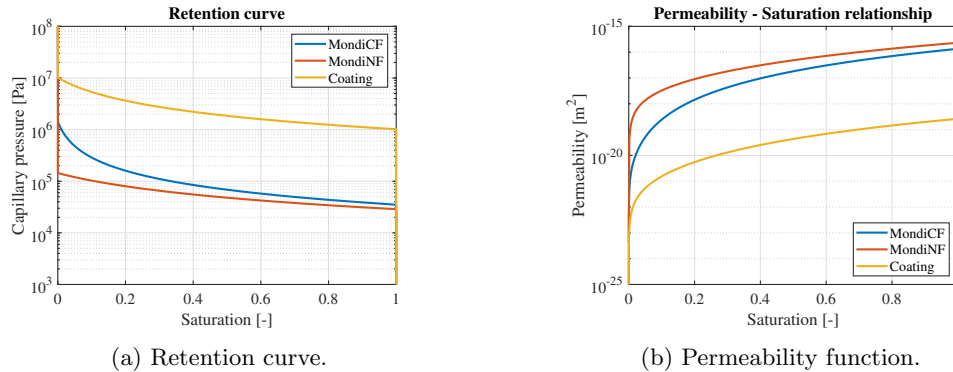 Retention curve
Capillary pressure [Pa]
10^8
10^7
10^6
10^5
10^4
10^3
MondiCF
MondiNF
Coating
0 0.2 0.4 0.6 0.8 1
Saturation [-]
(a) Retention curve.
Permeability - Saturation relationship
Permeability [m^2]
10^-15
10^-20
10^-25
MondiCF
MondiNF
Coating
0 0.2 0.4 0.6 0.8
Saturation [-]
(b) Permeability function.